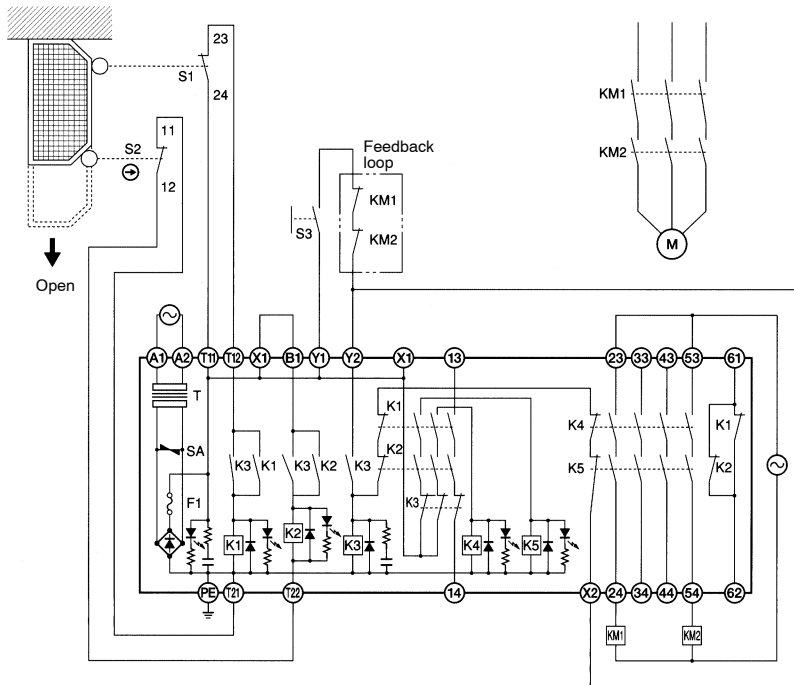 23
S1
24
11
S2
12
Open
Feedback
loop
KM1
KM2
S3
KM1
KM2
M
A1 A2 T11 T12 X1 B1 Y1 Y2 X1 13 23 33 43 53 61
T
SA
F1
K3 K1 K3 K2 K3
K1
K2
K3
K4
K5
K1
K2
K1 K2 K3 K4 K5
PE T21 T22 14 X2 24 34 44 54 62
KM1 KM2